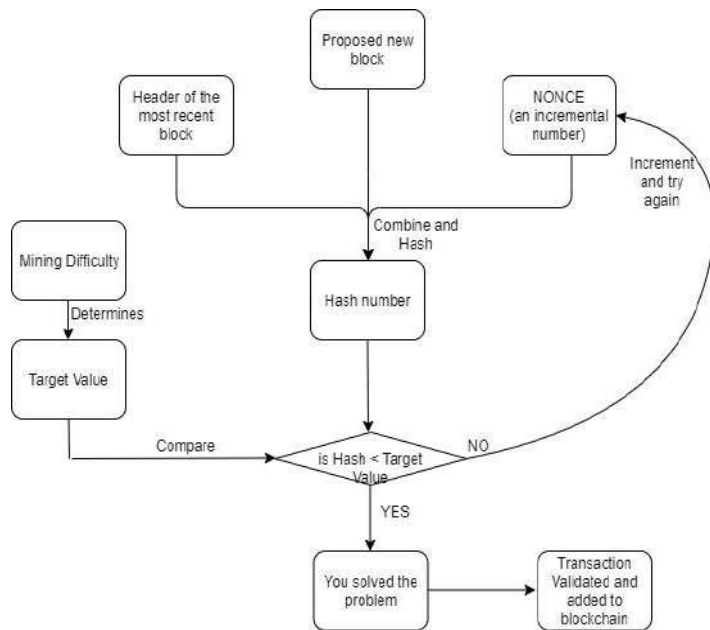 Proposed new
block
Header of the
most recent
block
NONCE
(an incremental
number)
Increment
and try
again
Combine and
Hash
Mining Difficulty
Hash number
Determines
Target Value
Compare
is Hash < Target
Value
NO
YES
You solved the
problem
Transaction
Validated and
added to
blockchain